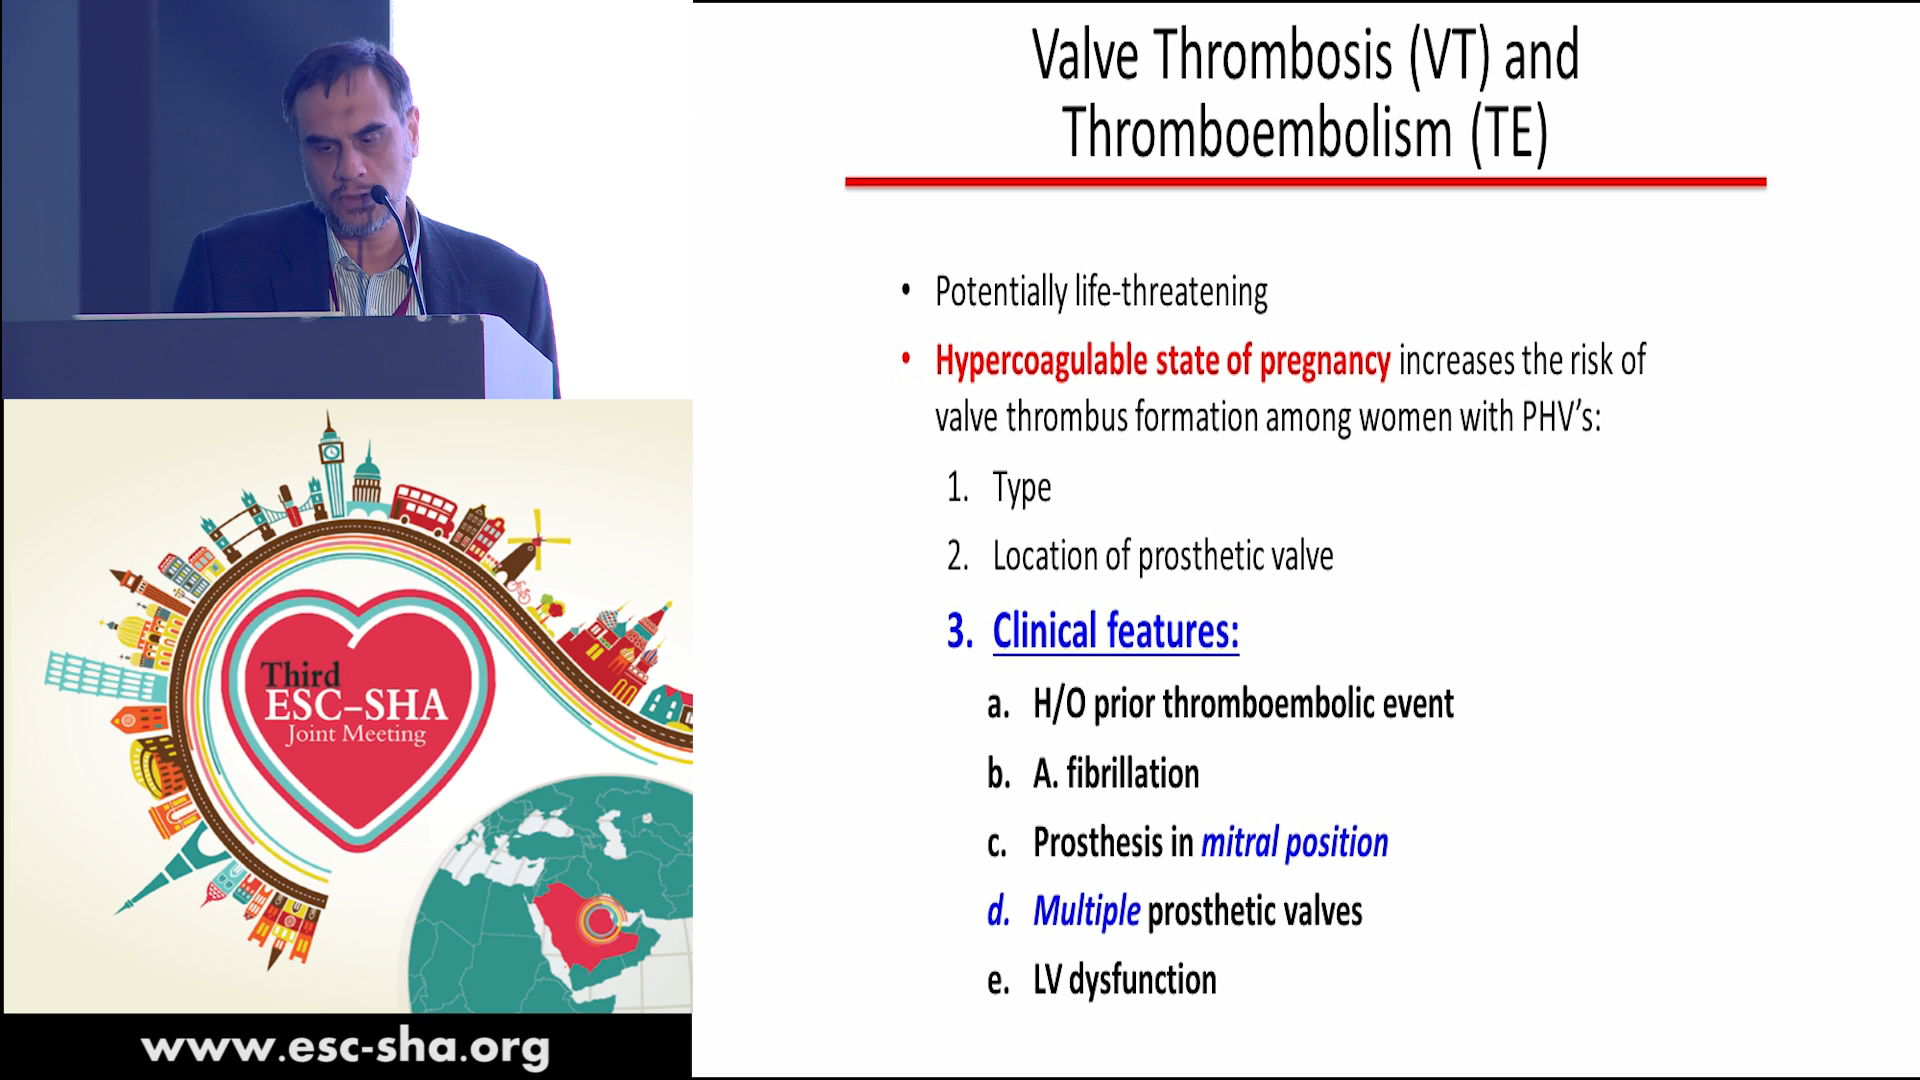 Valve Thrombosis (VT) and
Thromboembolism (TE)
• Potentially life-threatening
• Hypercoagulable state of pregnancy increases the risk of
valve thrombus formation among women with PHV's:
1. Type
2. Location of prosthetic valve
3. Clinical features:
a. H/O prior thromboembolic event
b. A. fibrillation
c. Prosthesis in mitral position
d. Multiple prosthetic valves
e. LV dysfunction
Third
ESC–SHA
Joint Meeting
www.esc-sha.org